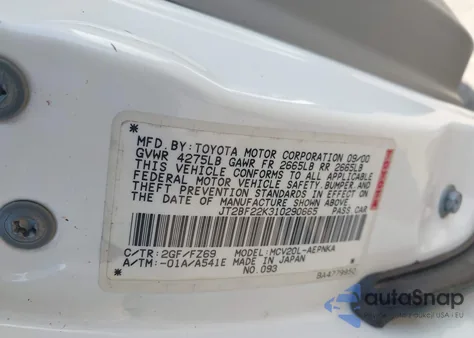 MFD. BY: TOYOTA MOTOR CORPORATION 09/00
GVWR 4275LB GAWR FR 2665LB RR 2665LB
THIS VEHICLE CONFORMS TO ALL APPLICABLE
FEDERAL MOTOR VEHICLE SAFETY, BUMPER, AND
THEFT PREVENTION STANDARDS IN EFFECT ON
THE DATE OF MANUFACTURE SHOWN ABOVE.
JT2BF22K310290665 PASS. CAR
C/TR: 2GF/FZ69 MODEL: MCV20L-AEPNKA
A/TM: -01A/A541E MADE IN JAPAN
NO.093
autoSnap